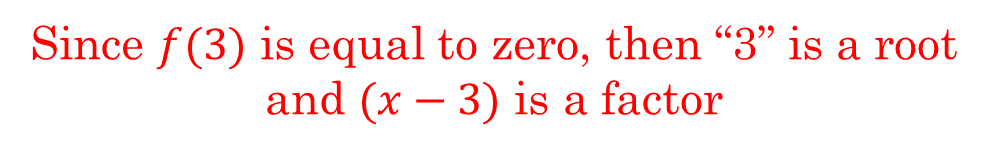 Since f(3) is equal to zero, then “3” is a root
and (x − 3) is a factor